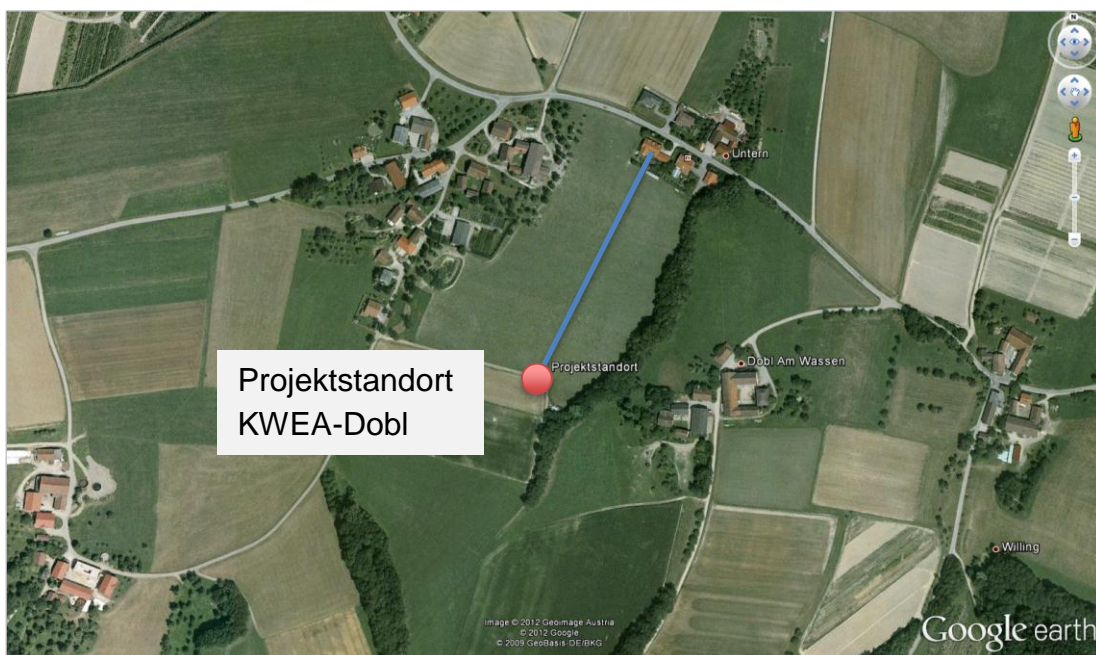 N
Untern
Projektstandort
Dobl Am Wassen
Projektstandort
KWEA-Dobl
Willing
Image © 2012 Geoimage Austria
© 2012 Google
© 2009 GeoBasis-DE/BKG
Google earth